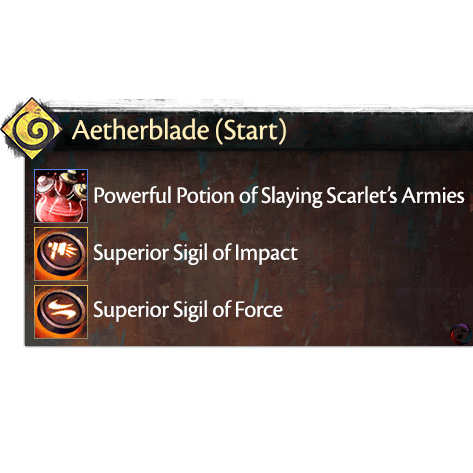 Aetherblade (Start)
Powerful Potion of Slaying Scarlet's Armies
Superior Sigil of Impact
Superior Sigil of Force